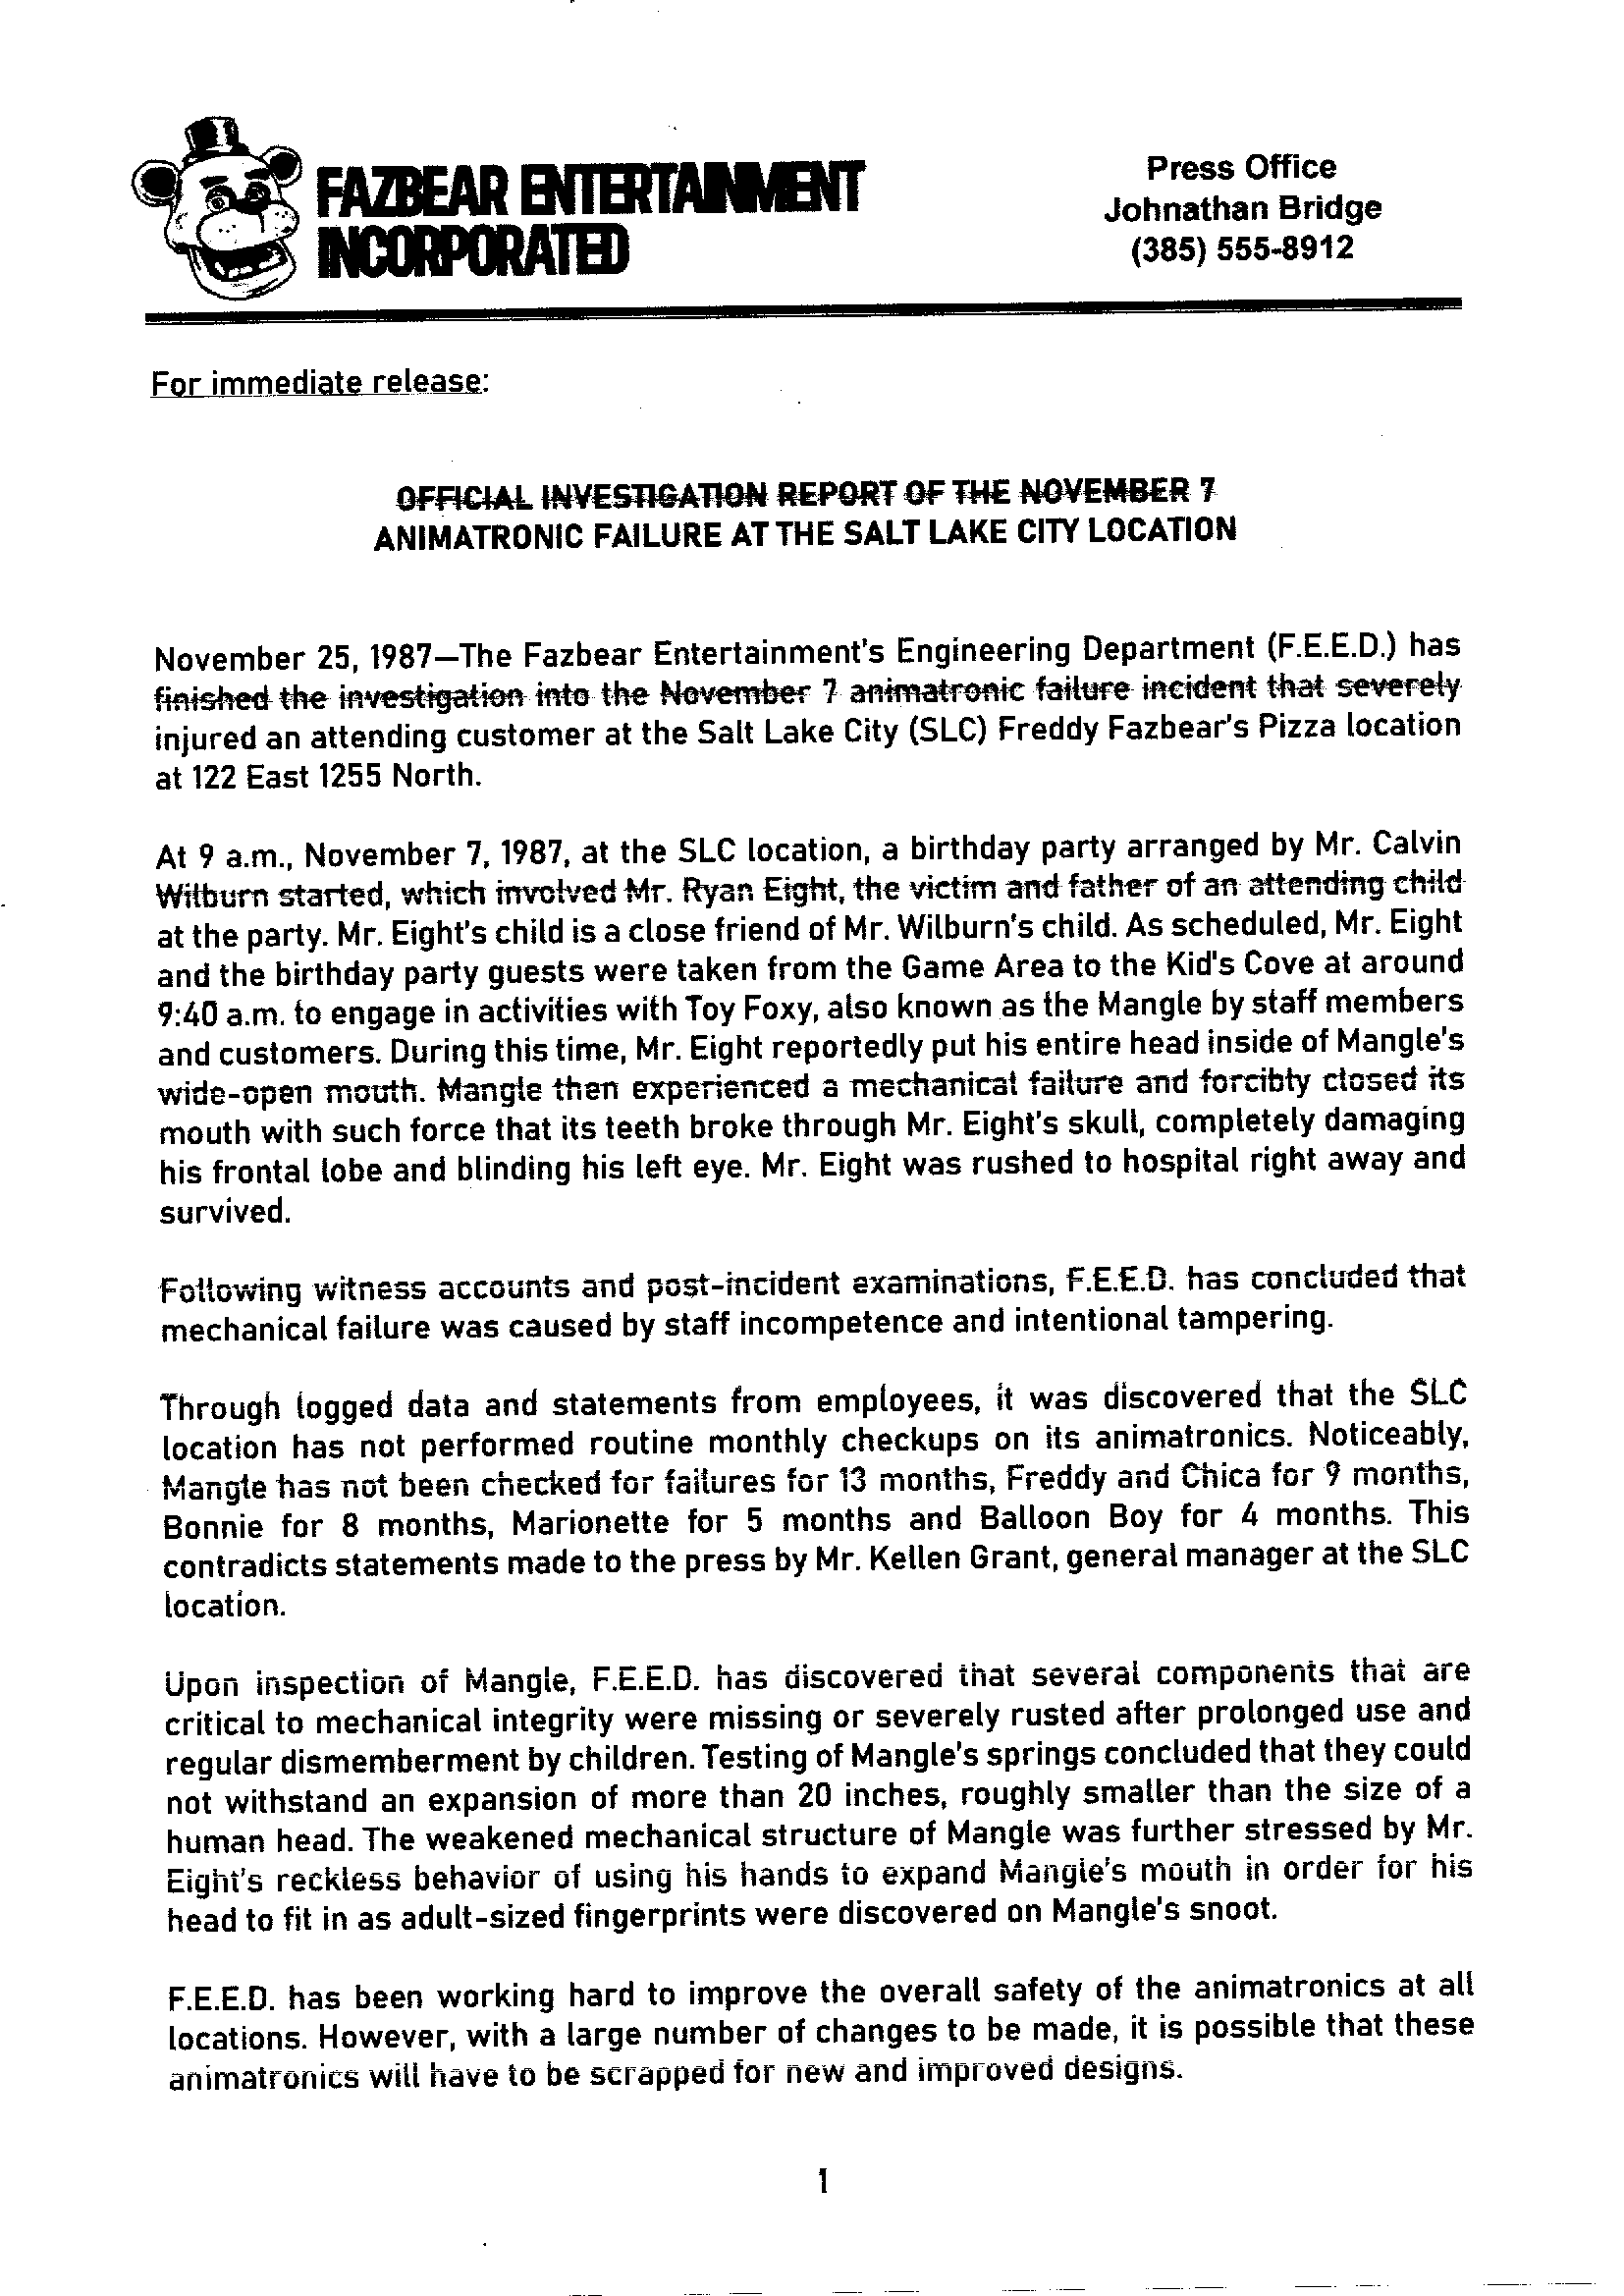 FAZBEAR ENTERTAINMENT
INCORPORATED
Press Office
Johnathan Bridge
(385) 555-8912
For immediate release:
OFFICIAL INVESTIGATION REPORT OF THE NOVEMBER 7
ANIMATRONIC FAILURE AT THE SALT LAKE CITY LOCATION
November 25, 1987—The Fazbear Entertainment's Engineering Department (F.E.E.D.) has
finished the investigation into the November 7 animatronic failure incident that severely
injured an attending customer at the Salt Lake City (SLC) Freddy Fazbear's Pizza location
at 122 East 1255 North.
At 9 a.m., November 7, 1987, at the SLC location, a birthday party arranged by Mr. Calvin
Wilburn started, which involved Mr. Ryan Eight, the victim and father of an attending child
at the party. Mr. Eight's child is a close friend of Mr. Wilburn's child. As scheduled, Mr. Eight
and the birthday party guests were taken from the Game Area to the Kid's Cove at around
9:40 a.m. to engage in activities with Toy Foxy, also known as the Mangle by staff members
and customers. During this time, Mr. Eight reportedly put his entire head inside of Mangle's
wide-open mouth. Mangle then experienced a mechanical failure and forcibly closed its
mouth with such force that its teeth broke through Mr. Eight's skull, completely damaging
his frontal lobe and blinding his left eye. Mr. Eight was rushed to hospital right away and
survived.
Following witness accounts and post-incident examinations, F.E.E.D. has concluded that
mechanical failure was caused by staff incompetence and intentional tampering.
Through logged data and statements from employees, it was discovered that the SLC
location has not performed routine monthly checkups on its animatronics. Noticeably,
Mangle has not been checked for failures for 13 months, Freddy and Chica for 9 months,
Bonnie for 8 months, Marionette for 5 months and Balloon Boy for 4 months. This
contradicts statements made to the press by Mr. Kellen Grant, general manager at the SLC
location.
Upon inspection of Mangle, F.E.E.D. has discovered that several components that are
critical to mechanical integrity were missing or severely rusted after prolonged use and
regular dismemberment by children. Testing of Mangle's springs concluded that they could
not withstand an expansion of more than 20 inches, roughly smaller than the size of a
human head. The weakened mechanical structure of Mangle was further stressed by Mr.
Eight's reckless behavior of using his hands to expand Mangle's mouth in order for his
head to fit in as adult-sized fingerprints were discovered on Mangle's snoot.
F.E.E.D. has been working hard to improve the overall safety of the animatronics at all
locations. However, with a large number of changes to be made, it is possible that these
animatronics will have to be scrapped for new and improved designs.
1